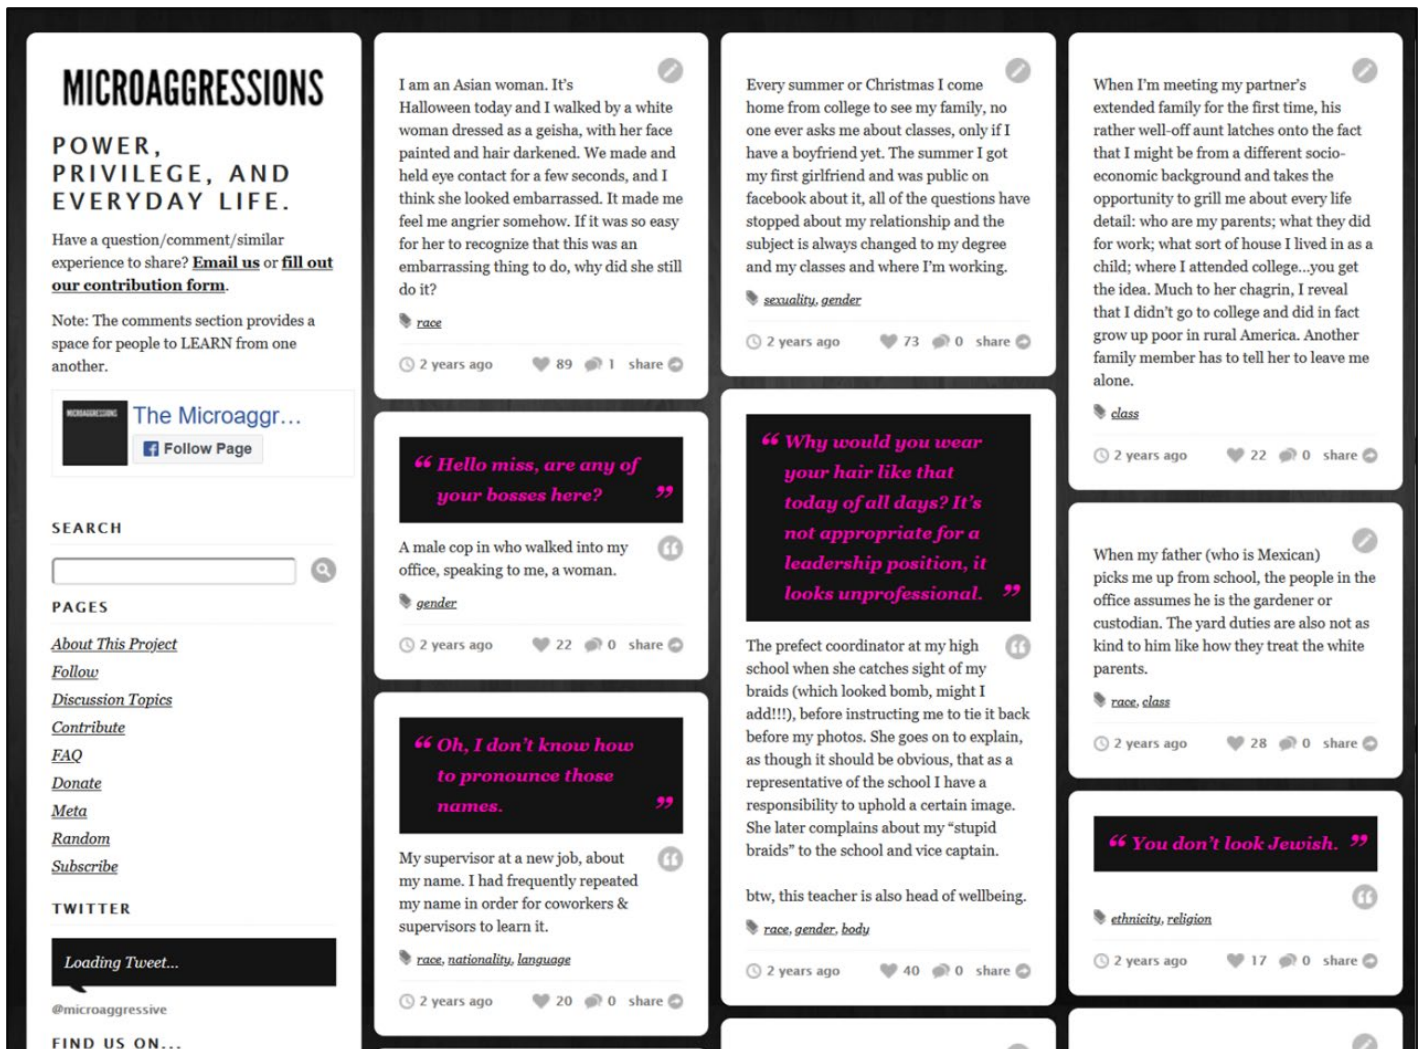 MICROAGGRESSIONS
POWER,
PRIVILEGE, AND
EVERYDAY LIFE.
Have a question/comment/similar
experience to share? Email us or fill out
our contribution form.
Note: The comments section provides a
space for people to LEARN from one
another.
MICROAGGRESSIONS
The Microaggr...
Follow Page
SEARCH
PAGES
About This Project
Follow
Discussion Topics
Contribute
FAQ
Donate
Meta
Random
Subscribe
TWITTER
Loading Tweet...
@microaggressive
FIND US ON...
I am an Asian woman. It's
Halloween today and I walked by a white
woman dressed as a geisha, with her face
painted and hair darkened. We made and
held eye contact for a few seconds, and I
think she looked embarrassed. It made me
feel me angrier somehow. If it was so easy
for her to recognize that this was an
embarrassing thing to do, why did she still
do it?
race
2 years ago 89 1 share
“ Hello miss, are any of
your bosses here? ”
A male cop in who walked into my
office, speaking to me, a woman.
gender
2 years ago 22 0 share
“ Oh, I don't know how
to pronounce those
names. ”
My supervisor at a new job, about
my name. I had frequently repeated
my name in order for coworkers &
supervisors to learn it.
race, nationality, language
2 years ago 20 0 share
Every summer or Christmas I come
home from college to see my family, no
one ever asks me about classes, only if I
have a boyfriend yet. The summer I got
my first girlfriend and was public on
facebook about it, all of the questions have
stopped about my relationship and the
subject is always changed to my degree
and my classes and where I'm working.
sexuality, gender
2 years ago 73 0 share
“ Why would you wear
your hair like that
today of all days? It's
not appropriate for a
leadership position, it
looks unprofessional. ”
The prefect coordinator at my high
school when she catches sight of my
braids (which looked bomb, might I
add!!!), before instructing me to tie it back
before my photos. She goes on to explain,
as though it should be obvious, that as a
representative of the school I have a
responsibility to uphold a certain image.
She later complains about my “stupid
braids” to the school and vice captain.
btw, this teacher is also head of wellbeing.
race, gender, body
2 years ago 40 0 share
When I'm meeting my partner's
extended family for the first time, his
rather well-off aunt latches onto the fact
that I might be from a different socio-
economic background and takes the
opportunity to grill me about every life
detail: who are my parents; what they did
for work; what sort of house I lived in as a
child; where I attended college...you get
the idea. Much to her chagrin, I reveal
that I didn't go to college and did in fact
grow up poor in rural America. Another
family member has to tell her to leave me
alone.
class
2 years ago 22 0 share
When my father (who is Mexican)
picks me up from school, the people in the
office assumes he is the gardener or
custodian. The yard duties are also not as
kind to him like how they treat the white
parents.
race, class
2 years ago 28 0 share
“ You don't look Jewish. ”
ethnicity, religion
2 years ago 17 0 share